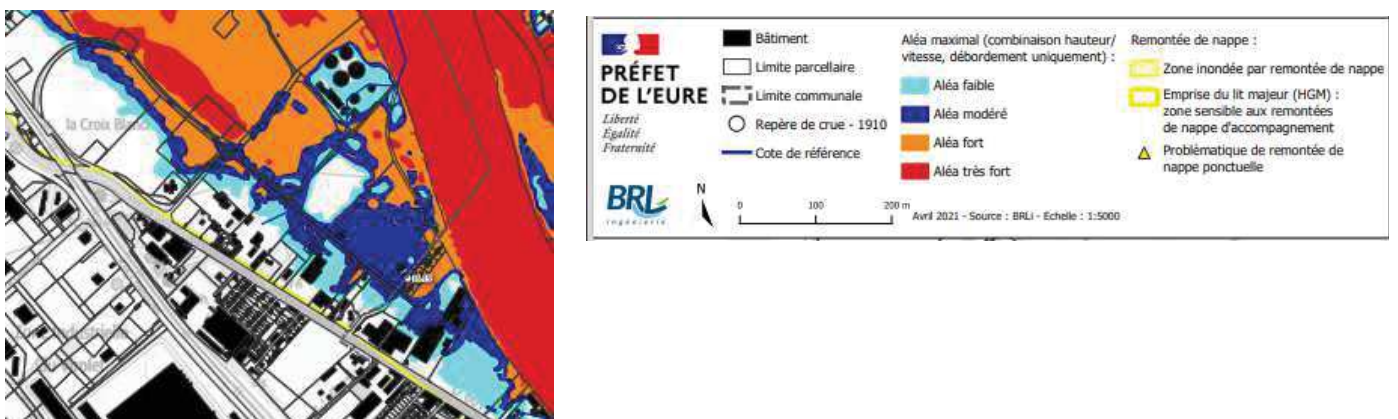 la Croix Blanc
PRÉFET
DE L'EURE
Liberté
Égalité
Fraternité
BRL
ingénierie
Bâtiment
Limite parcellaire
Limite communale
Repère de crue - 1910
Cote de référence
N
0 100 200 m
Aléa maximal (combinaison hauteur/
vitesse, débordement uniquement) :
Aléa faible
Aléa modéré
Aléa fort
Aléa très fort
Avril 2021 - Source : BRLi - Echelle : 1:5000
Remontée de nappe :
Zone inondée par remontée de nappe
Emprise du lit majeur (HGM) :
zone sensible aux remontées
de nappe d'accompagnement
Problématique de remontée de
nappe ponctuelle